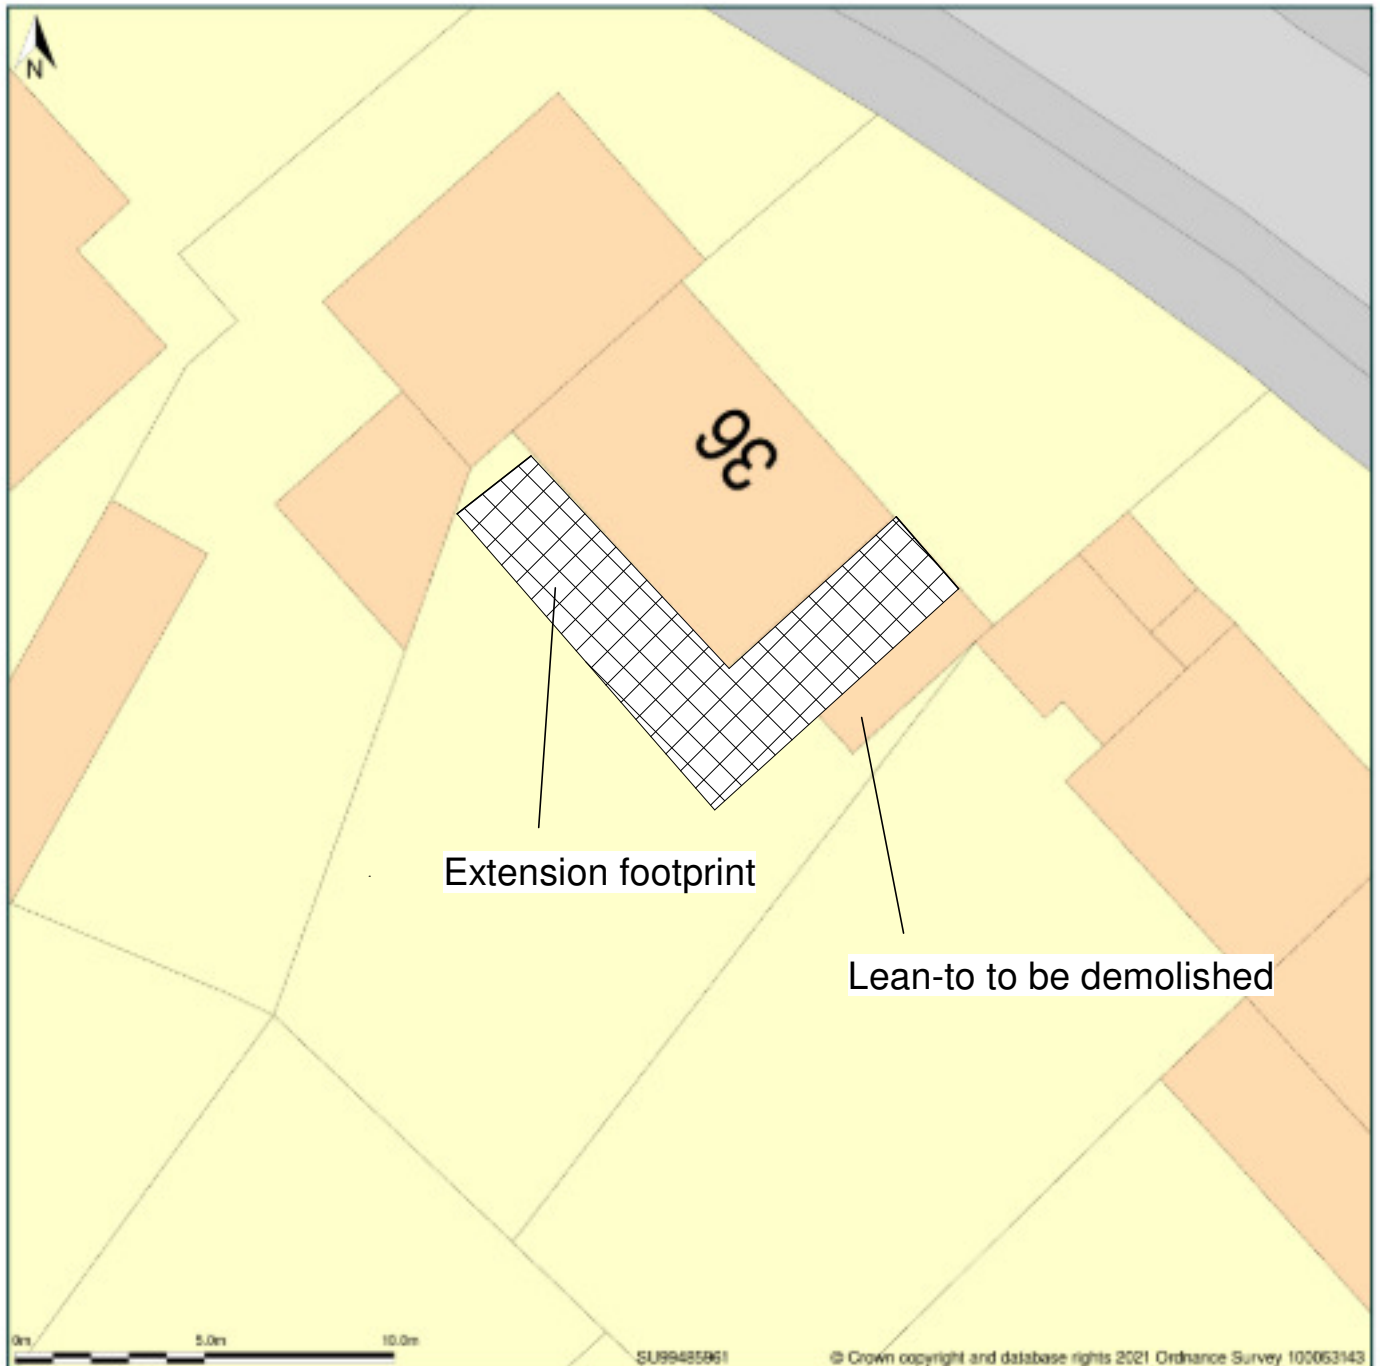 N
36
Extension footprint
Lean-to to be demolished
0m 5.0m 10.0m
SU99485961
© Crown copyright and database rights 2021 Ordnance Survey 100053143